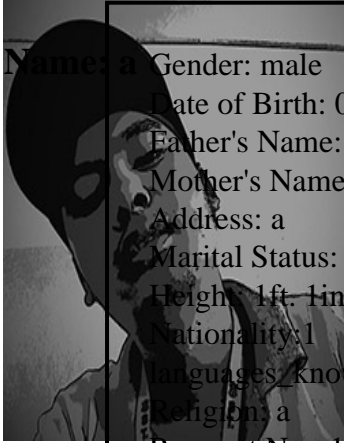 Name: a
Gender: male
Date of Birth: 0
Father's Name:
Mother's Name
Address: a
Marital Status:
Height: 1ft. 1in
Nationality:1
languages_kno
Religion: a